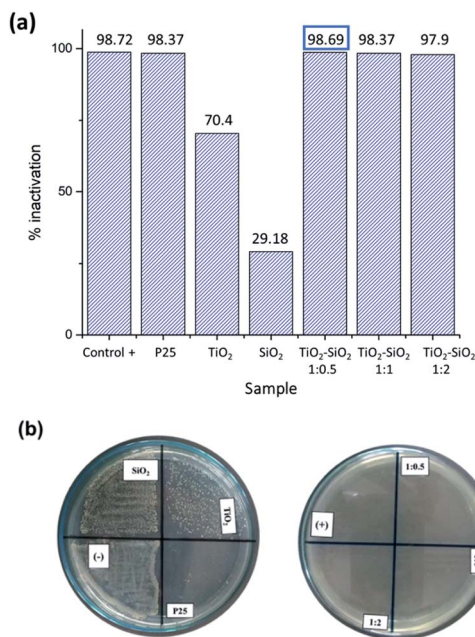 (a)
98.72 98.37 70.4 29.18 98.69 98.37 97.9
100
50
0
% inactivation
Control + P25 TiO₂ SiO₂ TiO₂-SiO₂ 1:0.5 TiO₂-SiO₂ 1:1 TiO₂-SiO₂ 1:2
Sample
(b)
SiO₂
TiO₂
(-)
P25
1:0.5
(+)
1:2